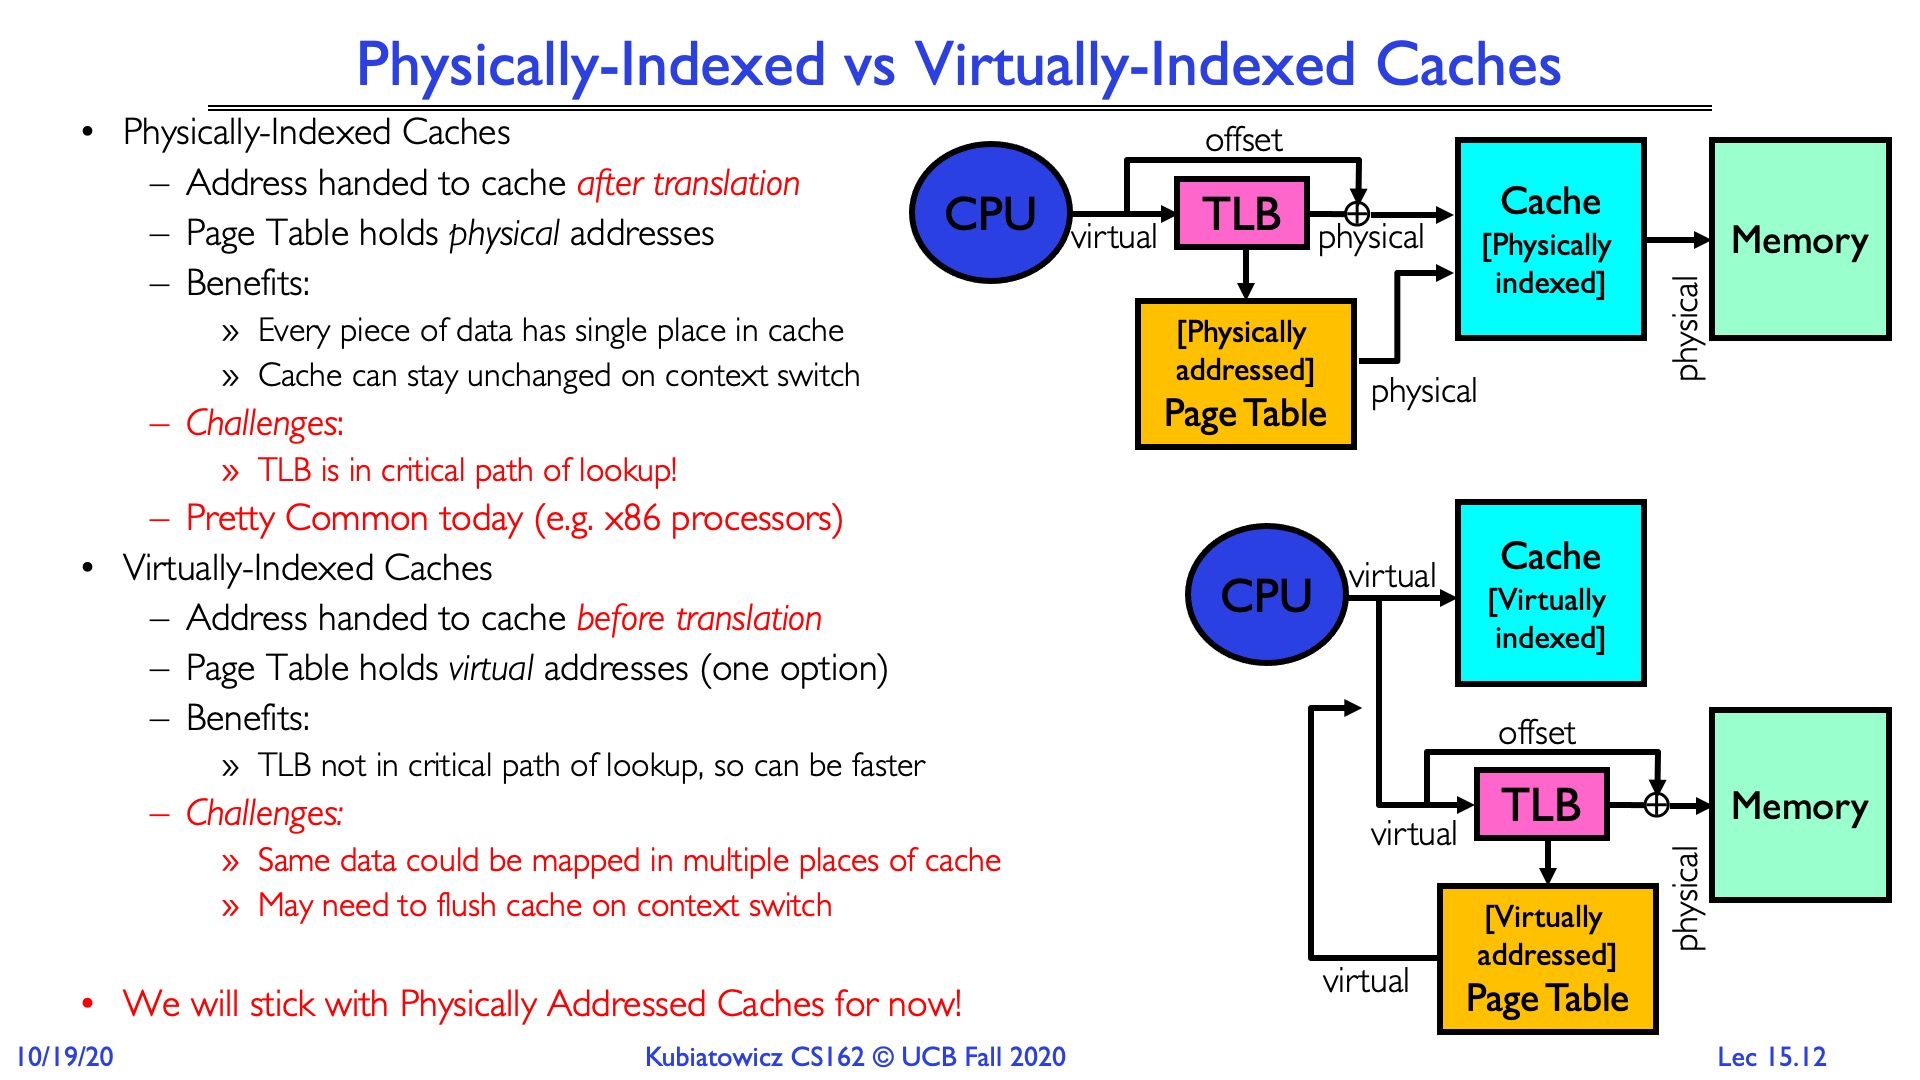 Physically-Indexed vs Virtually-Indexed Caches
• Physically-Indexed Caches
– Address handed to cache after translation
– Page Table holds physical addresses
– Benefits:
» Every piece of data has single place in cache
» Cache can stay unchanged on context switch
– Challenges:
» TLB is in critical path of lookup!
– Pretty Common today (e.g. x86 processors)
• Virtually-Indexed Caches
– Address handed to cache before translation
– Page Table holds virtual addresses (one option)
– Benefits:
» TLB not in critical path of lookup, so can be faster
– Challenges:
» Same data could be mapped in multiple places of cache
» May need to flush cache on context switch
• We will stick with Physically Addressed Caches for now!
offset
CPU
virtual
TLB
physical
Cache
[Physically
indexed]
physical
Memory
[Physically
addressed]
Page Table
physical
CPU
virtual
Cache
[Virtually
indexed]
offset
virtual
TLB
physical
Memory
[Virtually
addressed]
Page Table
virtual
10/19/20
Kubiatowicz CS162 © UCB Fall 2020
Lec 15.12